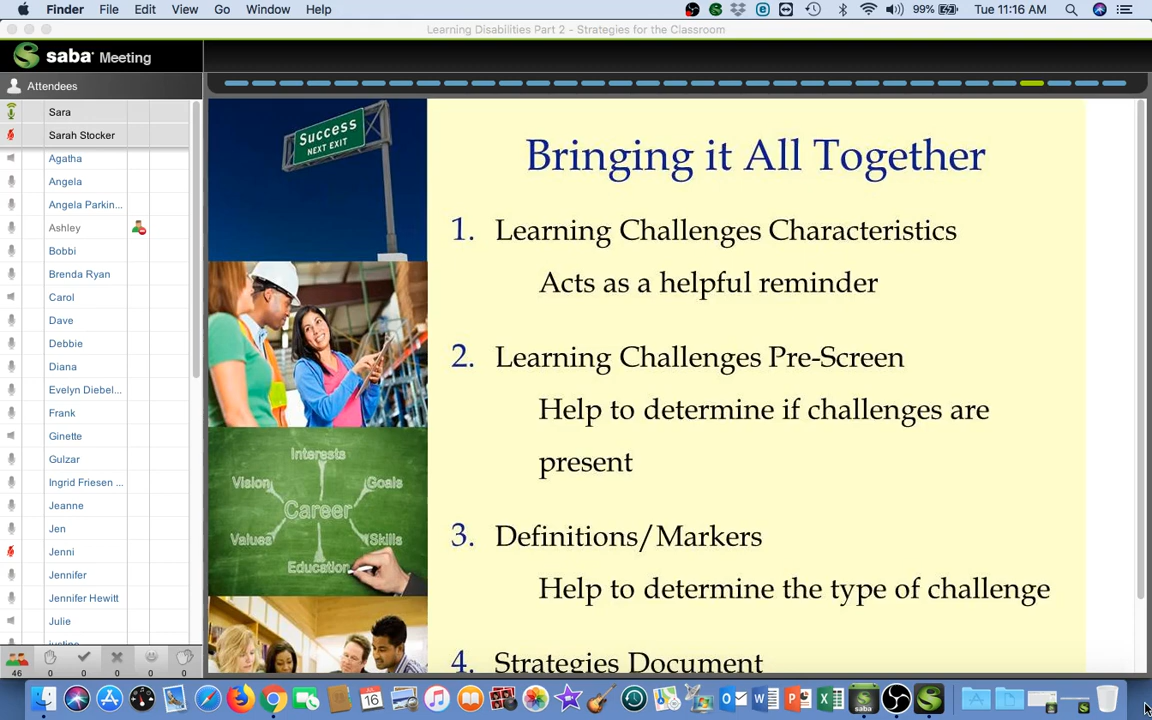 Finder File Edit View Go Window Help 99% Tue 11:16 AM
Learning Disabilities Part 2 - Strategies for the Classroom
saba Meeting
Attendees
Sara
Sarah Stocker
Agatha
Angela
Angela Parkin...
Ashley
Bobbi
Brenda Ryan
Carol
Dave
Debbie
Diana
Evelyn Diebel...
Frank
Ginette
Gulzar
Ingrid Friesen ...
Jeanne
Jen
Jenni
Jennifer
Jennifer Hewitt
Julie
justine
46 0 0 0 0 0
Success
NEXT EXIT
Interests
Vision Goals
Career
Values Skills
Education
Bringing it All Together
1. Learning Challenges Characteristics
Acts as a helpful reminder
2. Learning Challenges Pre-Screen
Help to determine if challenges are
present
3. Definitions/Markers
Help to determine the type of challenge
4. Strategies Document
16
saba